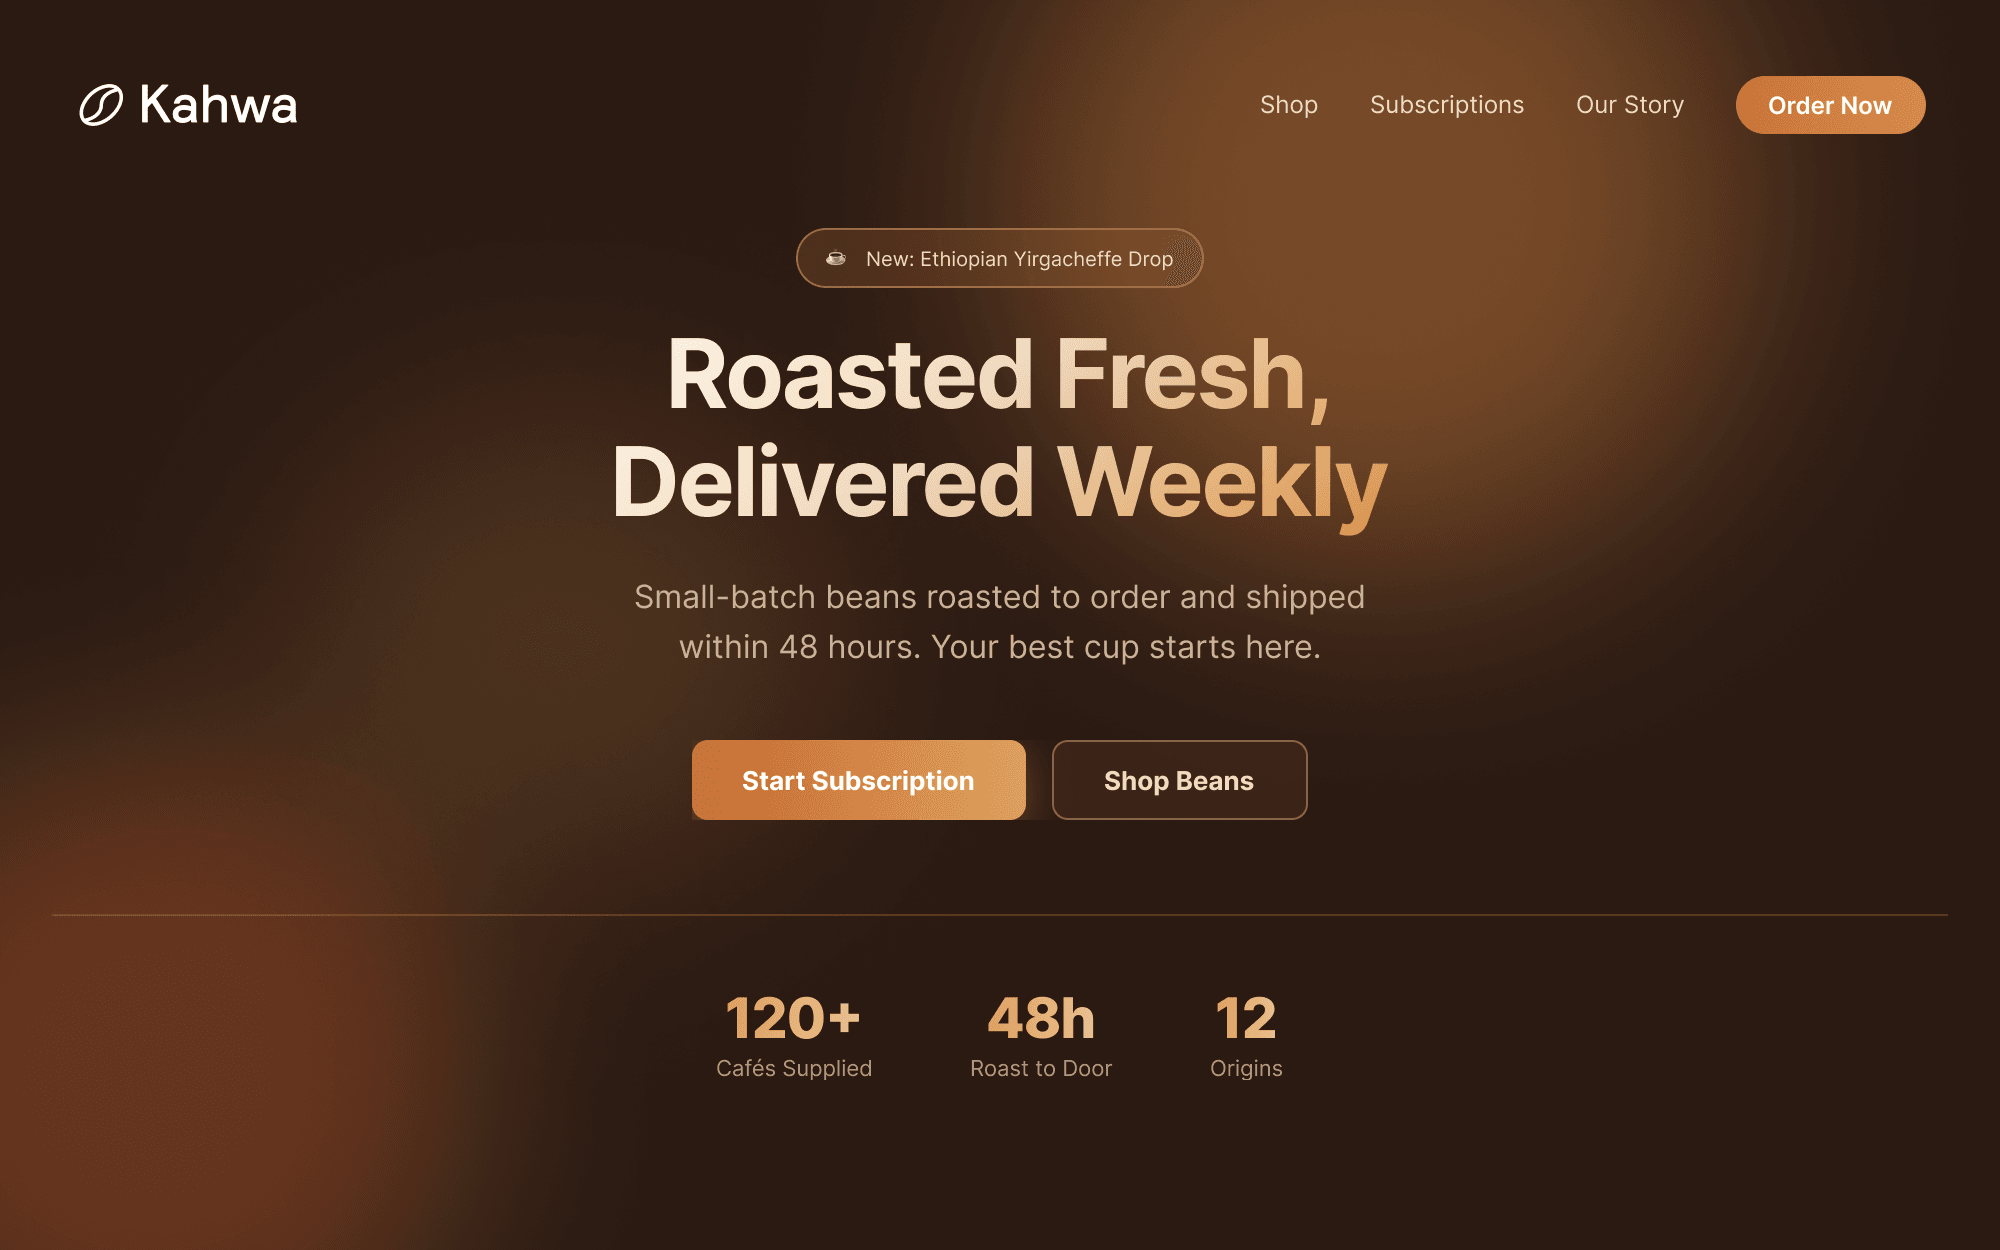 Kahwa
Shop
Subscriptions
Our Story
Order Now
New: Ethiopian Yirgacheffe Drop
Roasted Fresh,
Delivered Weekly
Small-batch beans roasted to order and shipped
within 48 hours. Your best cup starts here.
Start Subscription
Shop Beans
120+
Cafés Supplied
48h
Roast to Door
12
Origins